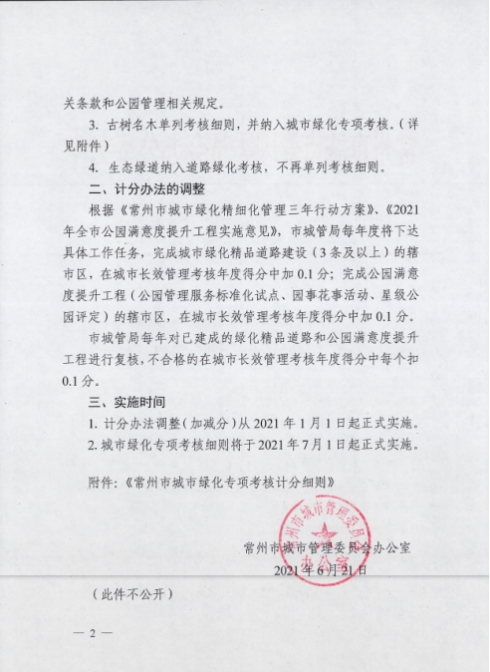 关条款和公园管理相关规定。
3. 古树名木单列考核细则，并纳入城市绿化专项考核。（详
见附件）
4. 生态绿道纳入道路绿化考核，不再单列考核细则。
二、计分办法的调整
根据《常州市城市绿化精细化管理三年行动方案》、《2021
年全市公园满意度提升工程实施意见》，市城管局每年度将下达
具体工作任务，完成城市绿化精品道路建设（3 条及以上）的辖
市区，在城市长效管理考核年度得分中加 0.1 分；完成公园满意
度提升工程（公园管理服务标准化试点、园事花事活动、星级公
园评定）的辖市区，在城市长效管理考核年度得分中加 0.1 分。
市城管局每年对已建成的绿化精品道路和公园满意度提升
工程进行复核，不合格的在城市长效管理考核年度得分中每个扣
0.1 分。
三、实施时间
1. 计分办法调整（加减分）从 2021 年 1 月 1 日起正式实施。
2. 城市绿化专项考核细则将于 2021 年 7 月 1 日起正式实施。
附件：《常州市城市绿化专项考核计分细则》
常州市城市管理委员会办公室
2021 年 6 月 21 日
常州市城市管理委员会
办公室
（此件不公开）
— 2 —